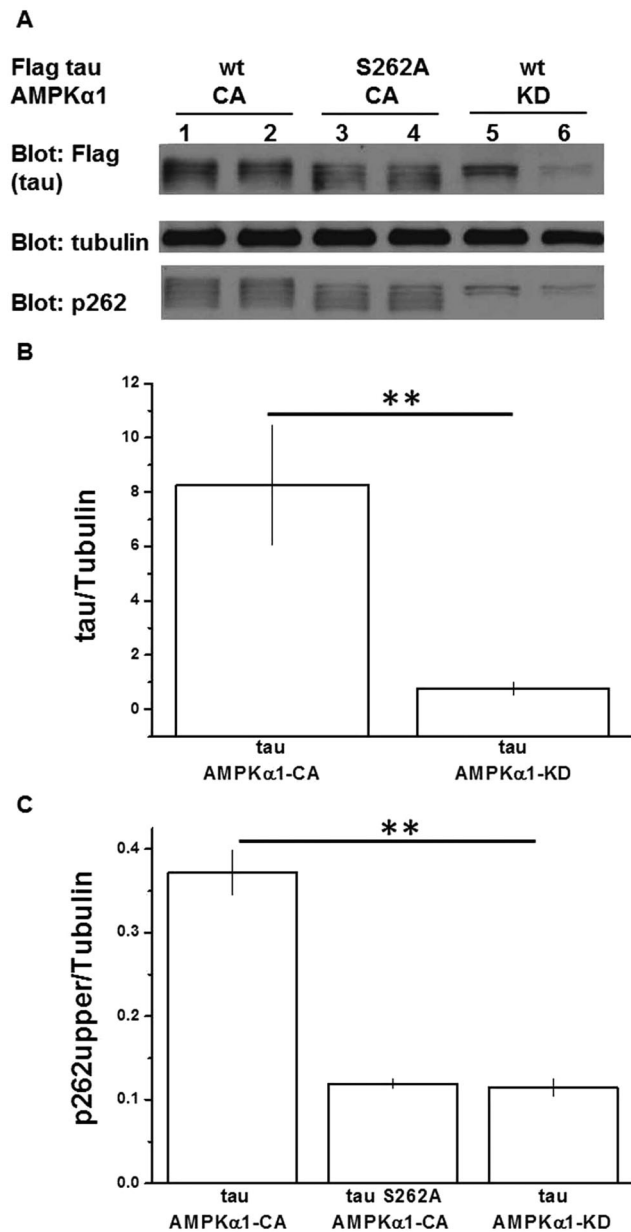 A
Flag tau wt S262A wt
AMPKα1 CA CA KD
1 2 3 4 5 6
Blot: Flag
(tau)
Blot: tubulin
Blot: p262
B
12
10
8
6
4
2
0
tau/Tubulin
**
tau tau
AMPKα1-CA AMPKα1-KD
C
0.4
0.3
0.2
0.1
0.0
p262upper/Tubulin
**
tau tau S262A tau
AMPKα1-CA AMPKα1-CA AMPKα1-KD